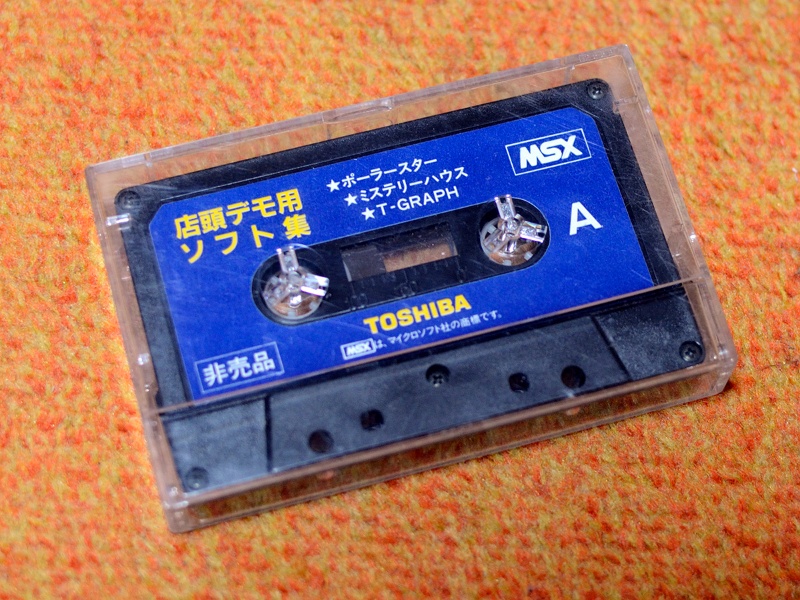 店頭デモ用
ソフト集
★ポーラースター
★ミステリーハウス
★T-GRAPH
MSX
A
TOSHIBA
MSXは、マイクロソフト社の商標です。
非売品